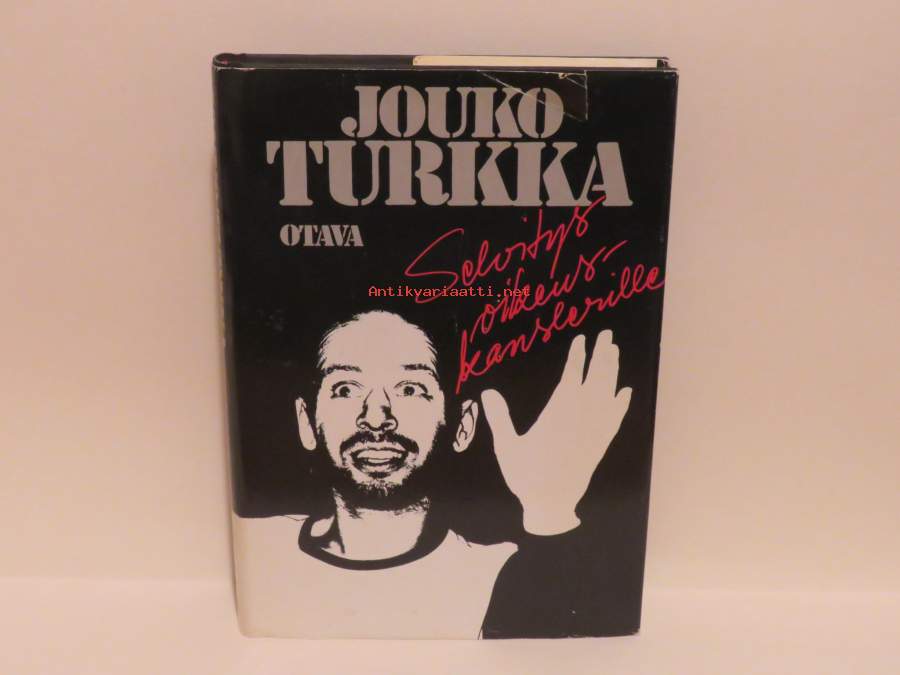 JOUKO
TURKKA
OTAVA
Selvitys
oikeus-
kanslerille
Antikvariaatti.net